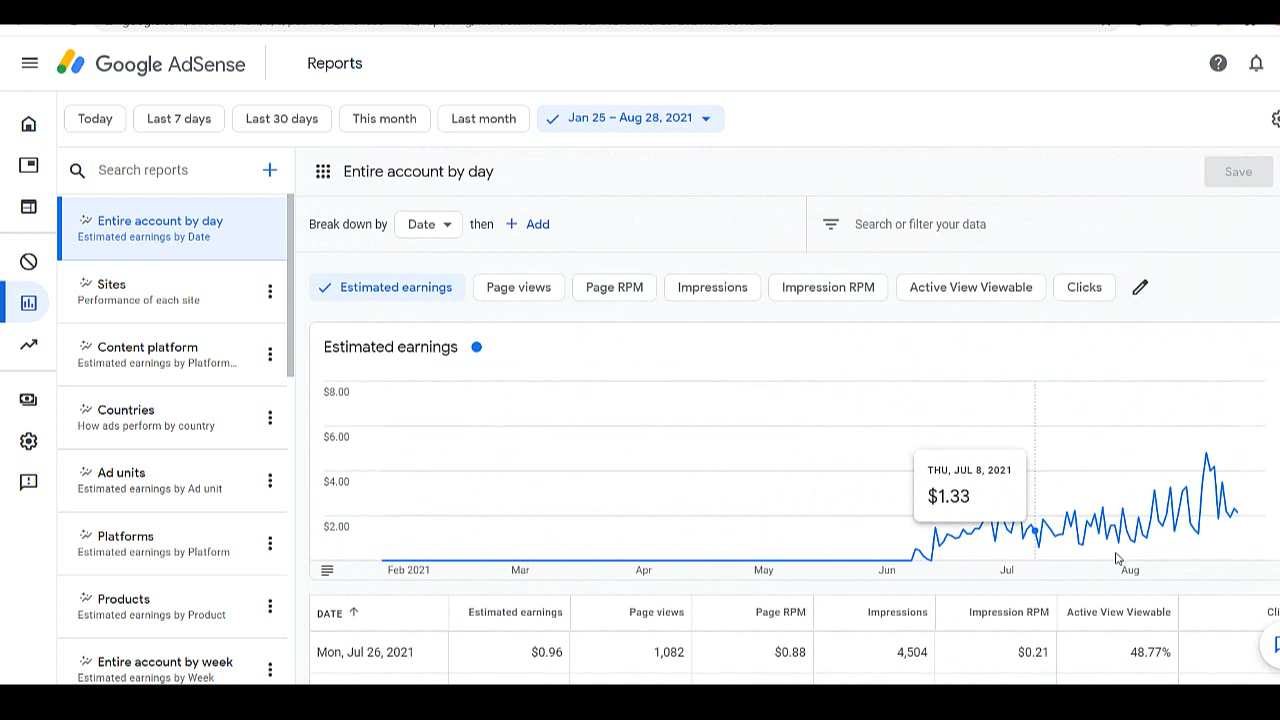 Google AdSense
Reports
Today
Last 7 days
Last 30 days
This month
Last month
Jan 25 – Aug 28, 2021
Search reports
Entire account by day
Save
Entire account by day
Estimated earnings by Date
Break down by
Date
then
+ Add
Search or filter your data
Sites
Performance of each site
Estimated earnings
Page views
Page RPM
Impressions
Impression RPM
Active View Viewable
Clicks
Content platform
Estimated earnings by Platform...
Countries
How ads perform by country
Ad units
Estimated earnings by Ad unit
Platforms
Estimated earnings by Platform
Products
Estimated earnings by Product
Entire account by week
Estimated earnings by Week
Estimated earnings
$8.00
$6.00
$4.00
$2.00
THU, JUL 8, 2021
$1.33
Feb 2021
Mar
Apr
May
Jun
Jul
Aug
DATE
Estimated earnings
Page views
Page RPM
Impressions
Impression RPM
Active View Viewable
Cli
Mon, Jul 26, 2021
$0.96
1,082
$0.88
4,504
$0.21
48.77%